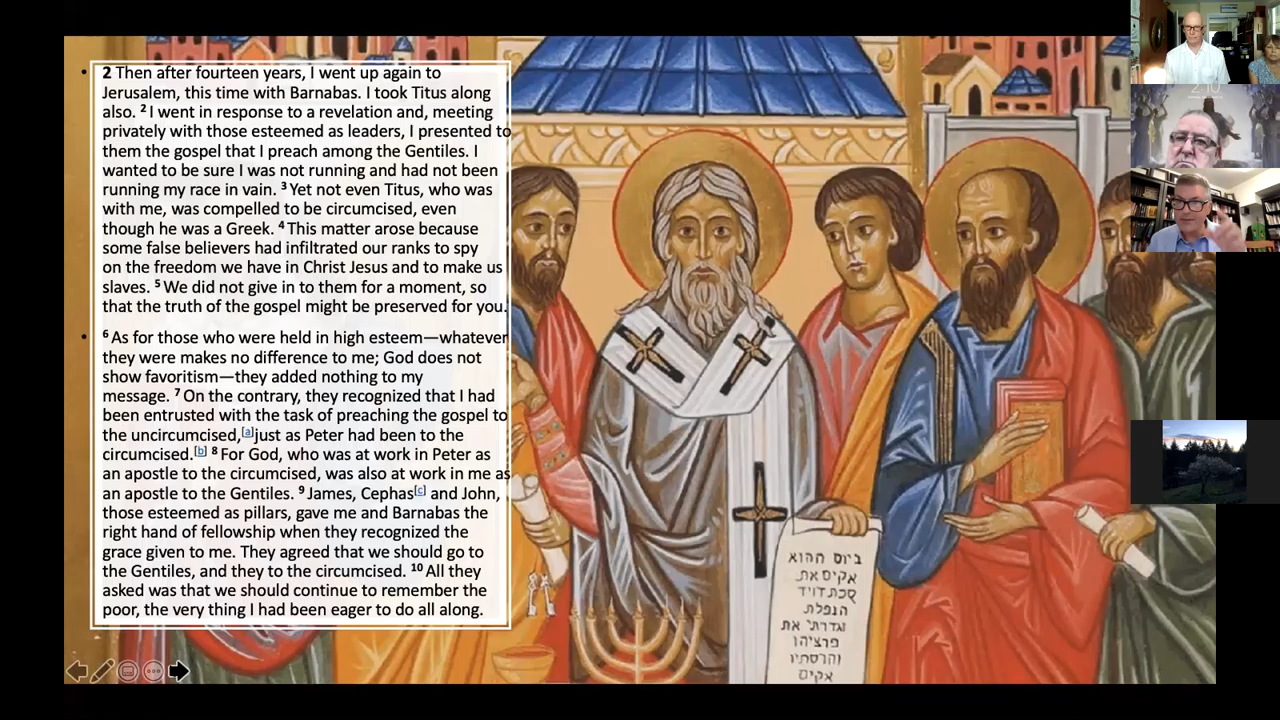 2 Then after fourteen years, I went up again to
Jerusalem, this time with Barnabas. I took Titus along
also. 2 I went in response to a revelation and, meeting
privately with those esteemed as leaders, I presented to
them the gospel that I preach among the Gentiles. I
wanted to be sure I was not running and had not been
running my race in vain. 3 Yet not even Titus, who was
with me, was compelled to be circumcised, even
though he was a Greek. 4 This matter arose because
some false believers had infiltrated our ranks to spy
on the freedom we have in Christ Jesus and to make us
slaves. 5 We did not give in to them for a moment, so
that the truth of the gospel might be preserved for you.
6 As for those who were held in high esteem—whatever
they were makes no difference to me; God does not
show favoritism—they added nothing to my
message. 7 On the contrary, they recognized that I had
been entrusted with the task of preaching the gospel to
the uncircumcised,[a]just as Peter had been to the
circumcised.[b] 8 For God, who was at work in Peter as
an apostle to the circumcised, was also at work in me as
an apostle to the Gentiles. 9 James, Cephas[c] and John,
those esteemed as pillars, gave me and Barnabas the
right hand of fellowship when they recognized the
grace given to me. They agreed that we should go to
the Gentiles, and they to the circumcised. 10 All they
asked was that we should continue to remember the
poor, the very thing I had been eager to do all along.
ביום ההוא
אקים את
סכת דויד
הנפלת
וגדרתי את
פרציהן
והרסתיו
אקים
2:10